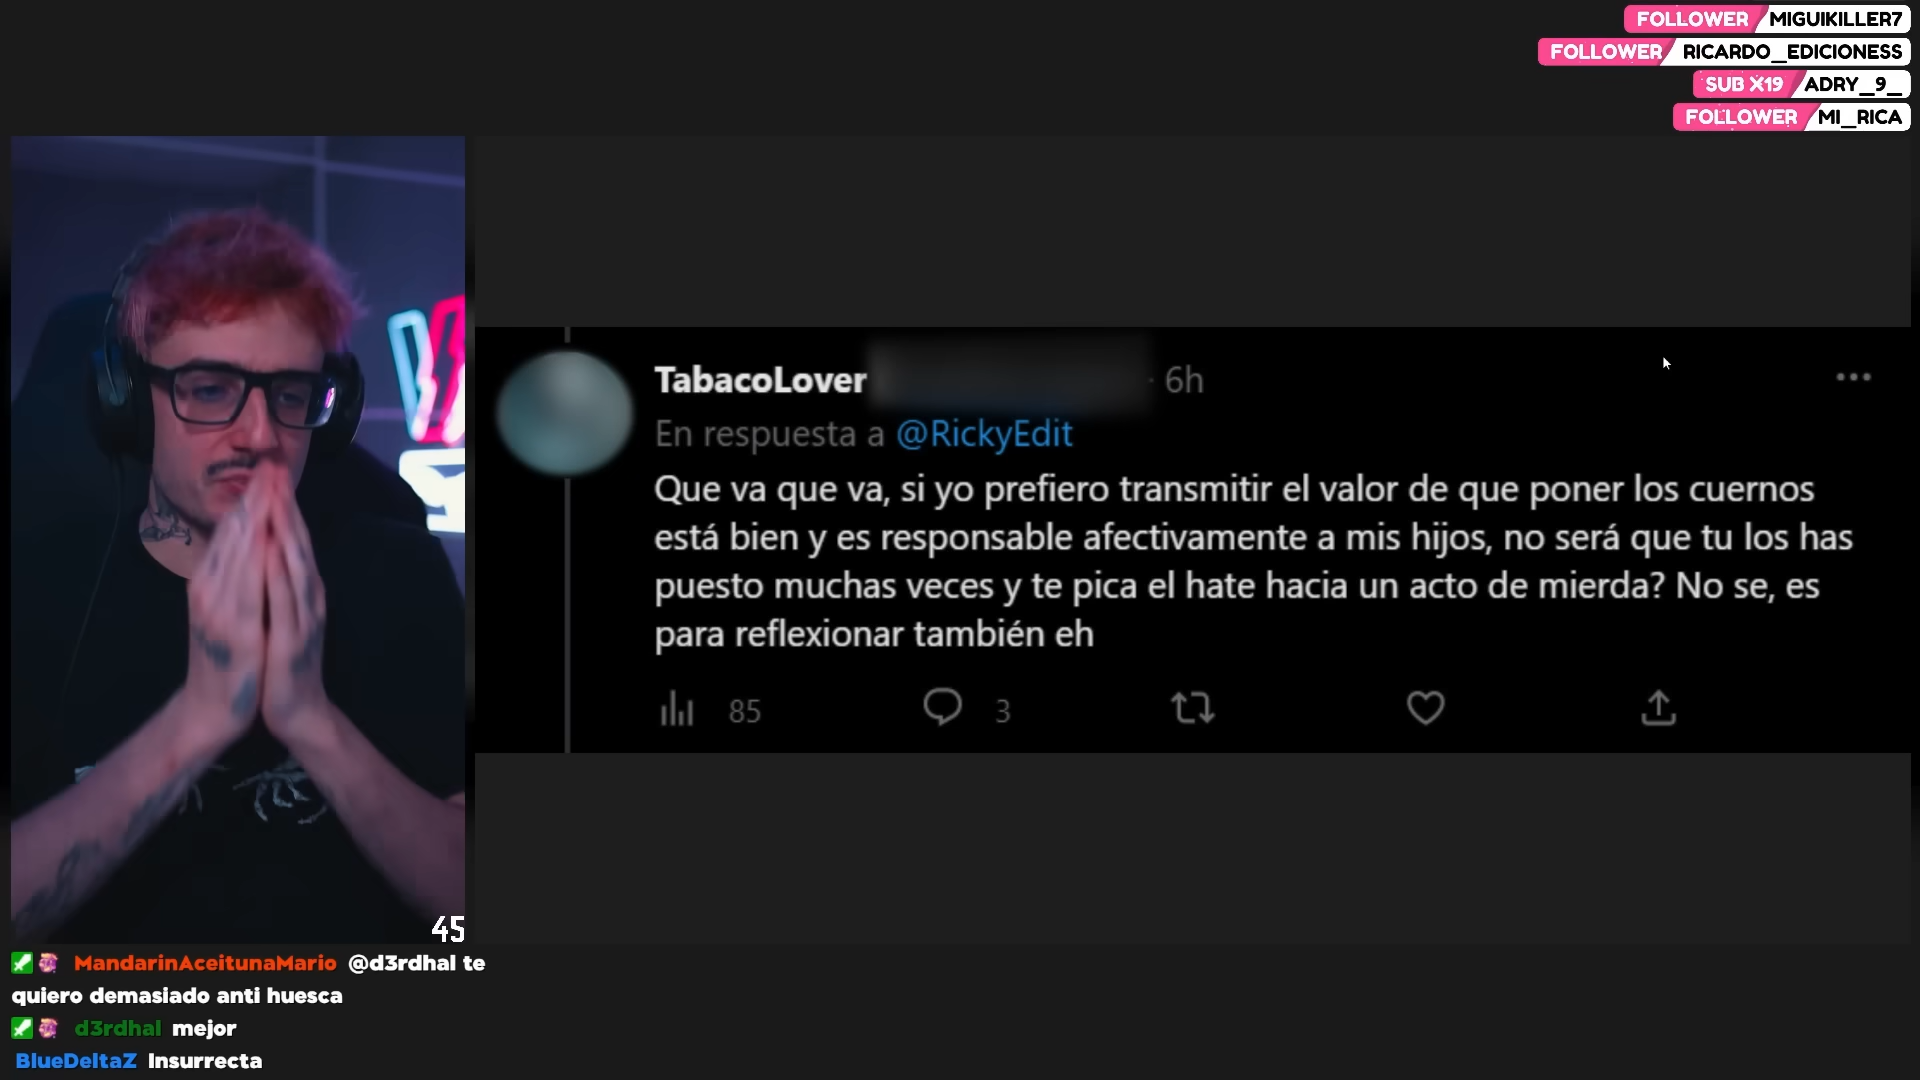 FOLLOWER MIGUIKILLER7
FOLLOWER RICARDO_EDICIONESS
SUB X19 ADRY_9_
FOLLOWER MI_RICA
TabacoLover · 6h
En respuesta a @RickyEdit
Que va que va, si yo prefiero transmitir el valor de que poner los cuernos
está bien y es responsable afectivamente a mis hijos, no será que tu los has
puesto muchas veces y te pica el hate hacia un acto de mierda? No se, es
para reflexionar también eh
85 3
45
MandarinAceitunaMario @d3rdhal te
quiero demasiado anti huesca
d3rdhal mejor
BlueDeltaZ Insurrecta